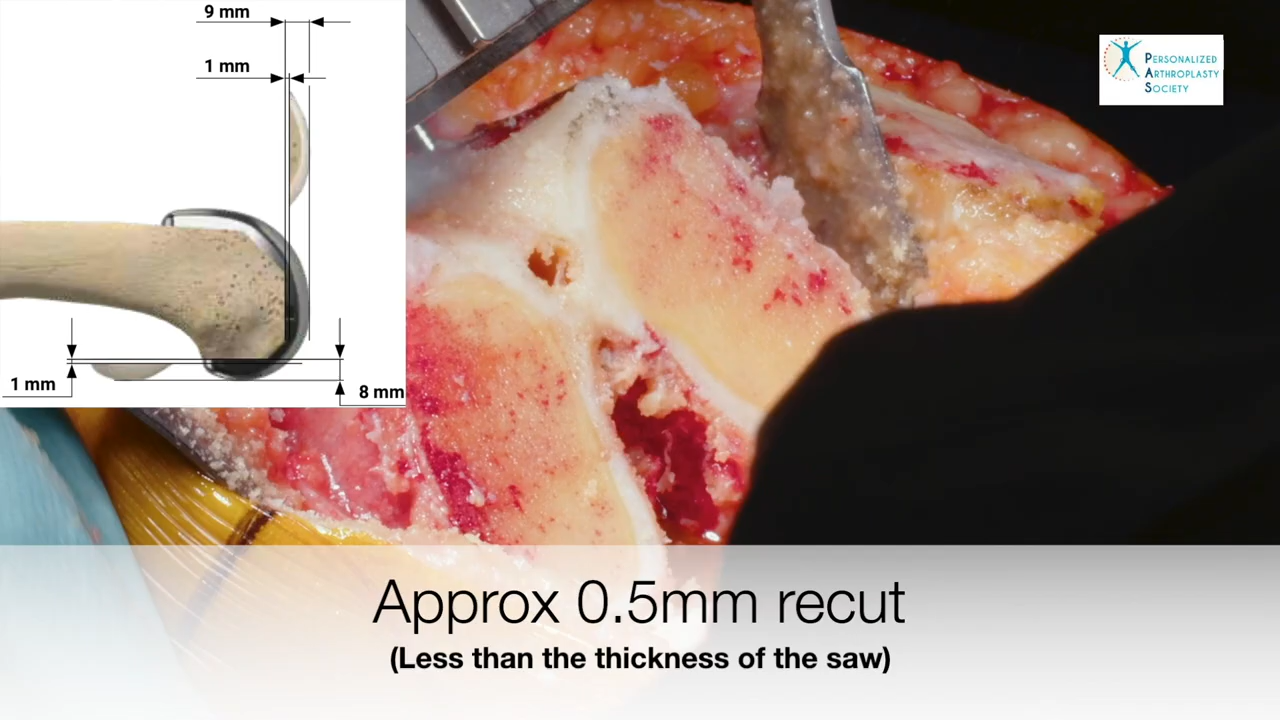 9 mm
1 mm
PERSONALIZED
ARTHROPLASTY
SOCIETY
1 mm
8 mm
Approx 0.5mm recut
(Less than the thickness of the saw)